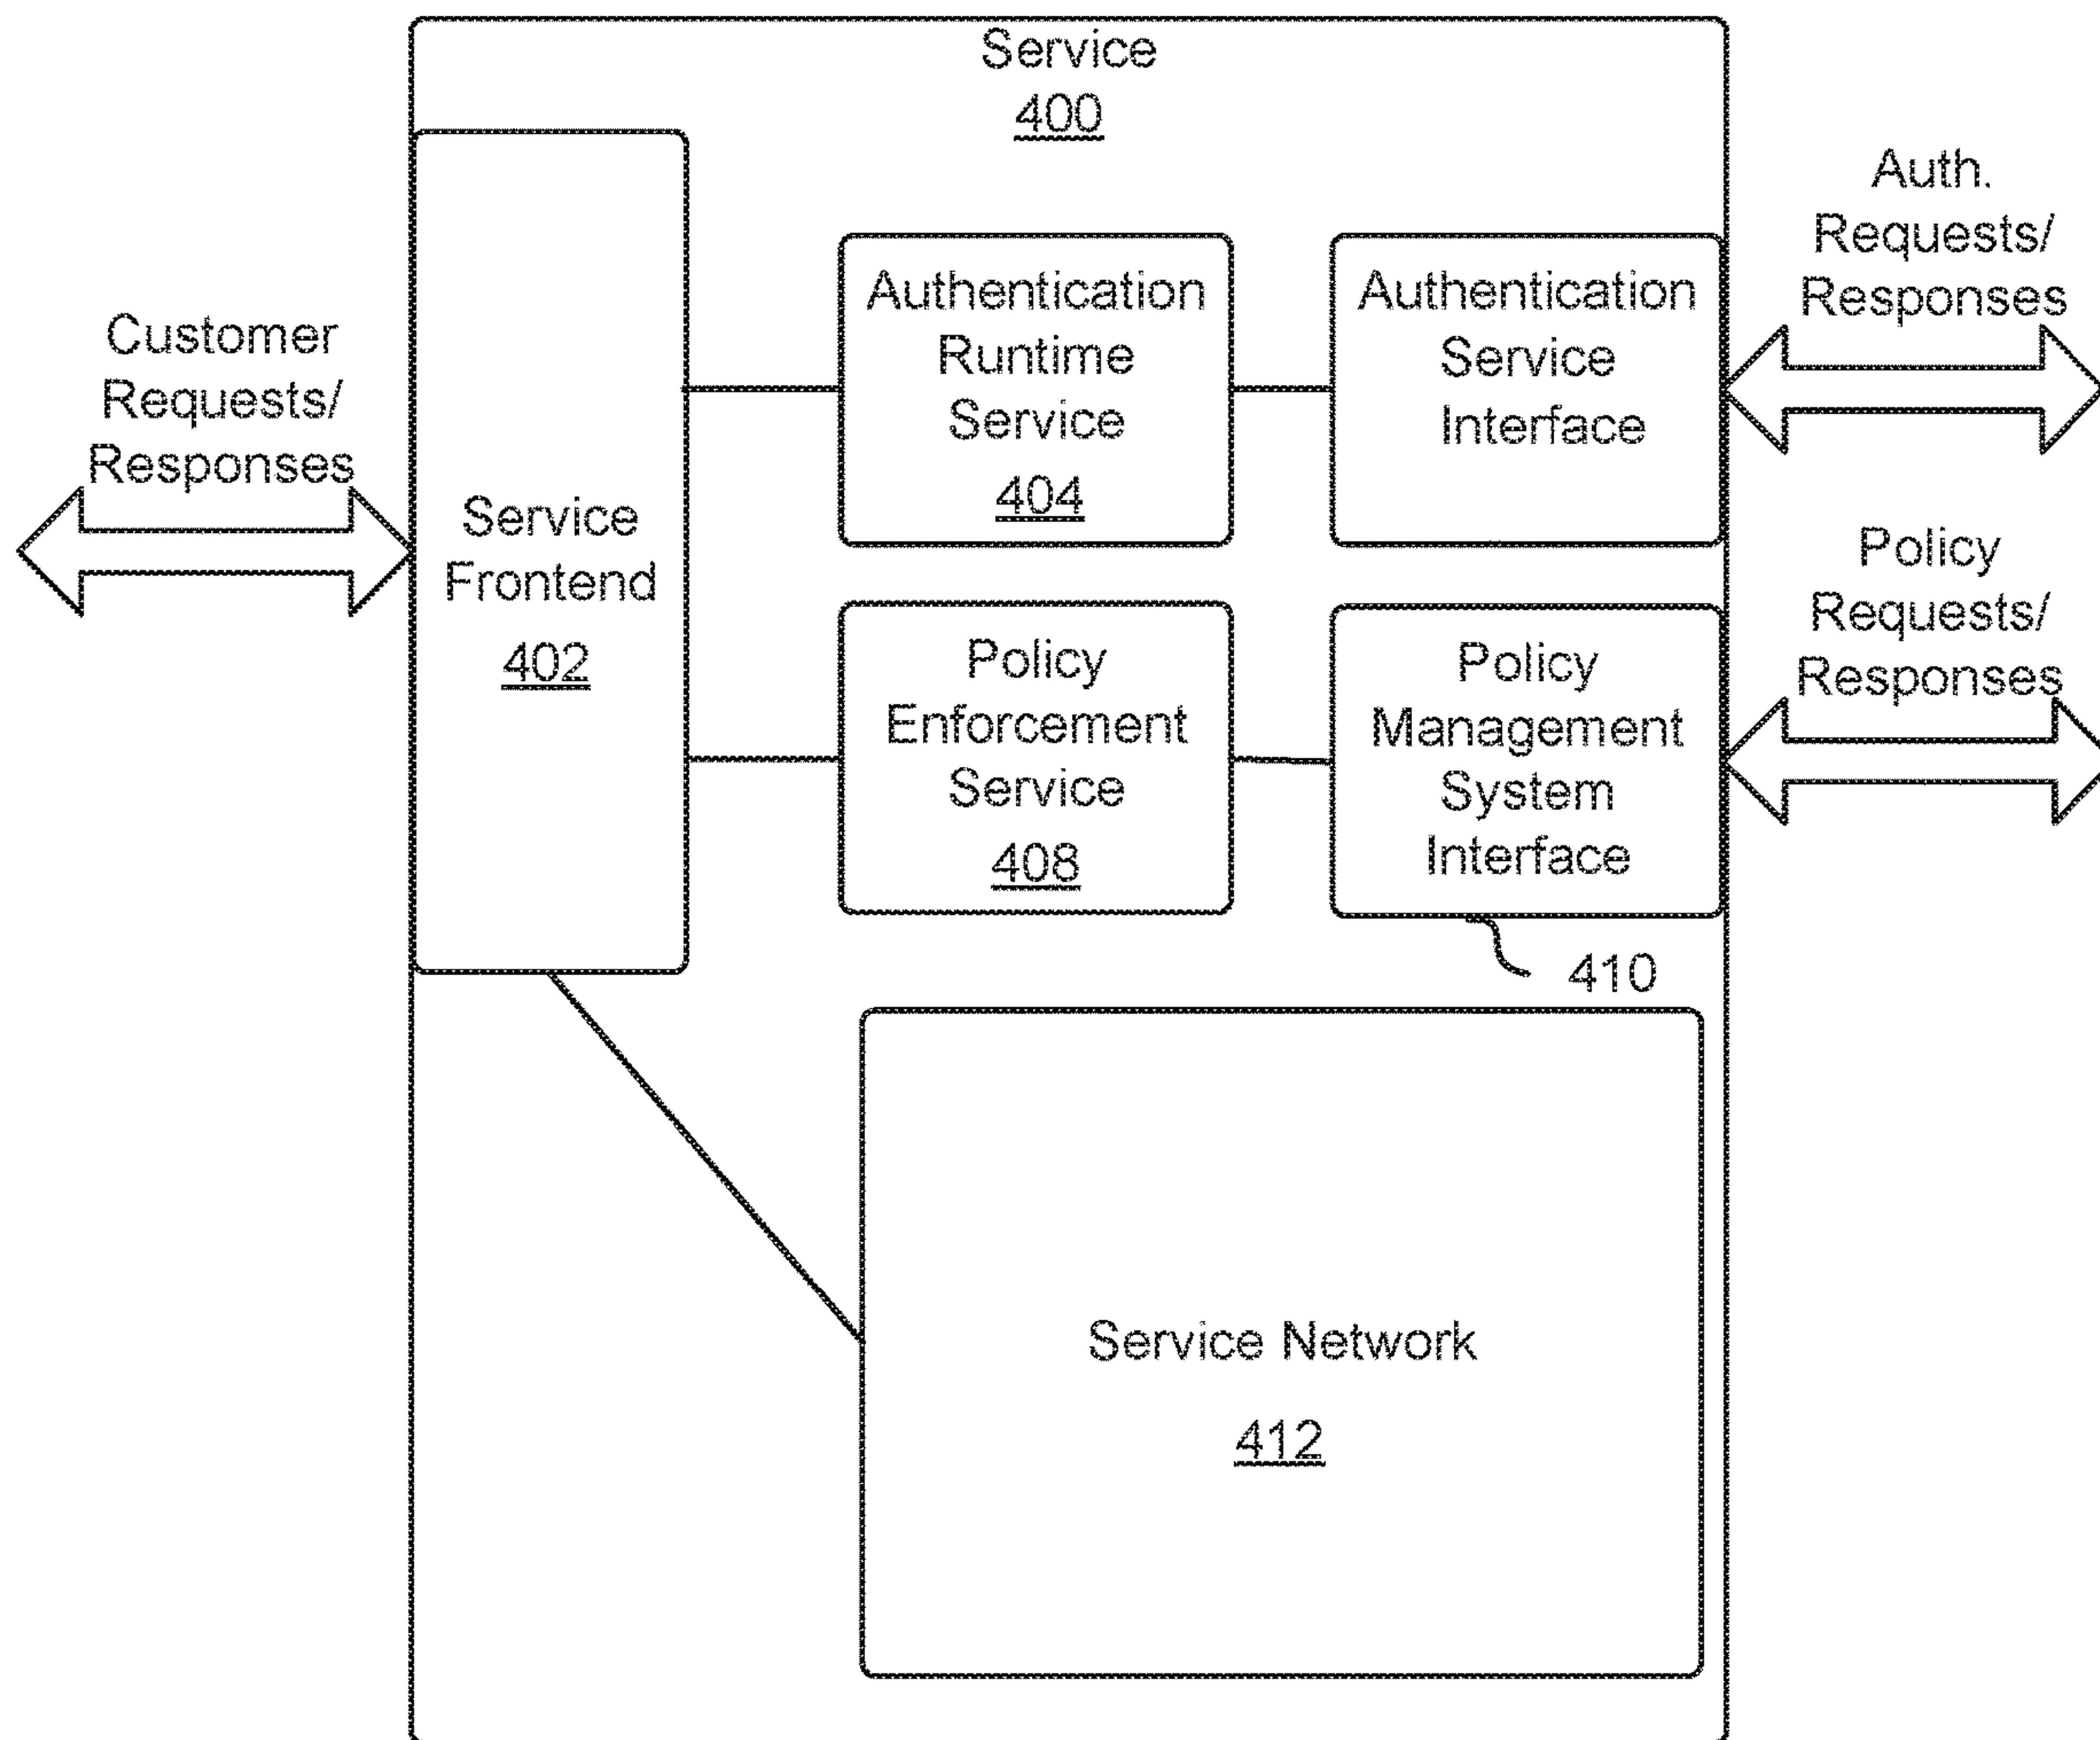 Service
400
Customer
Requests/
Responses
Service
Frontend
402
Authentication
Runtime
Service
404
Authentication
Service
Interface
Auth.
Requests/
Responses
Policy
Enforcement
Service
408
Policy
Management
System
Interface
410
Policy
Requests/
Responses
Service Network
412